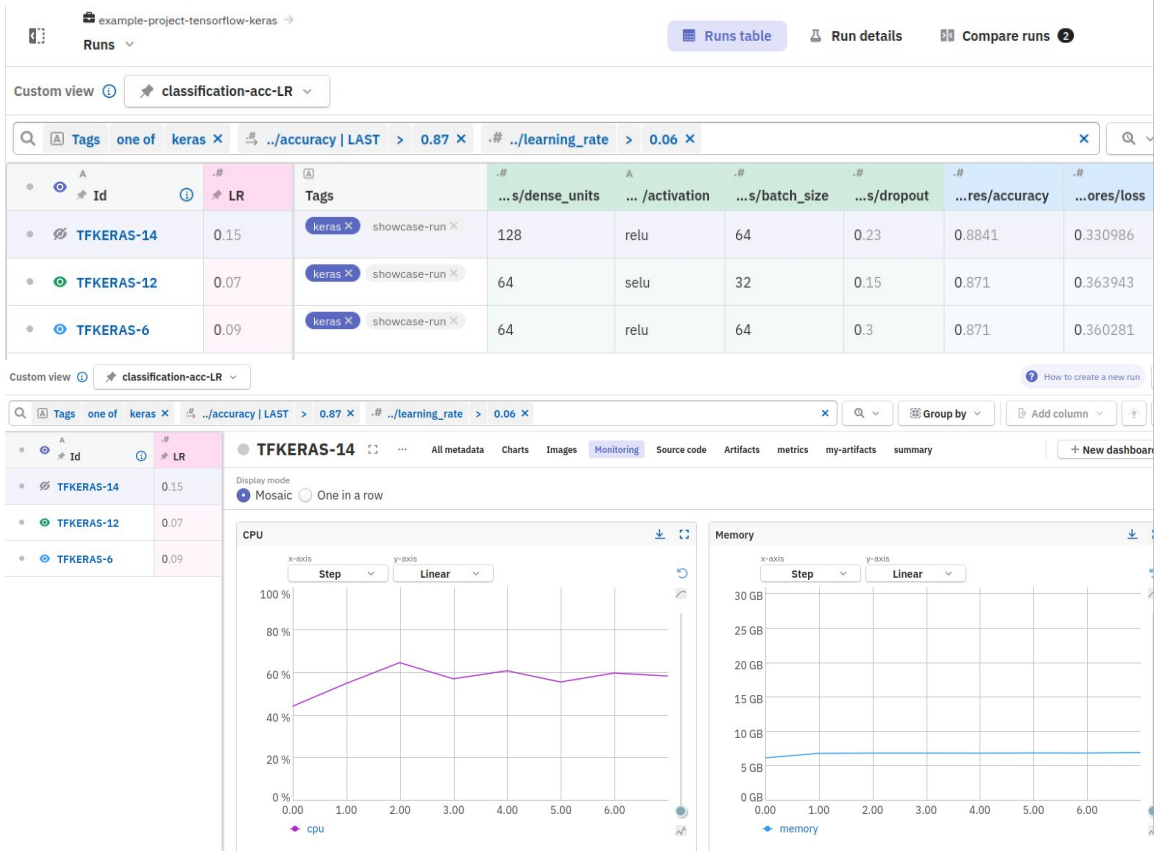 example-project-tensorflow-keras
Runs
Runs table
Run details
Compare runs 2
Custom view classification-acc-LR
Tags one of keras × ../accuracy | LAST > 0.87 × .# ../learning_rate > 0.06 ×
A .# A .# A .# .# .# .#
Id LR Tags ...s/dense_units ... /activation ...s/batch_size ...s/dropout ...res/accuracy ...ores/loss
TFKERAS-14 0.15 keras × showcase-run × 128 relu 64 0.23 0.8841 0.330986
TFKERAS-12 0.07 keras × showcase-run × 64 selu 32 0.15 0.871 0.363943
TFKERAS-6 0.09 keras × showcase-run × 64 relu 64 0.3 0.871 0.360281
Custom view classification-acc-LR How to create a new run
Tags one of keras × ../accuracy | LAST > 0.87 × .# ../learning_rate > 0.06 × Group by Add column
A .#
Id LR
TFKERAS-14 0.15
TFKERAS-12 0.07
TFKERAS-6 0.09
TFKERAS-14 ... All metadata Charts Images Monitoring Source code Artifacts metrics my-artifacts summary + New dashboar
Display mode
Mosaic One in a row
CPU
x-axis y-axis
Step Linear
100 %
80 %
60 %
40 %
20 %
0 %
0.00 1.00 2.00 3.00 4.00 5.00 6.00
cpu
Memory
x-axis y-axis
Step Linear
30 GB
25 GB
20 GB
15 GB
10 GB
5 GB
0 GB
0.00 1.00 2.00 3.00 4.00 5.00 6.00
memory